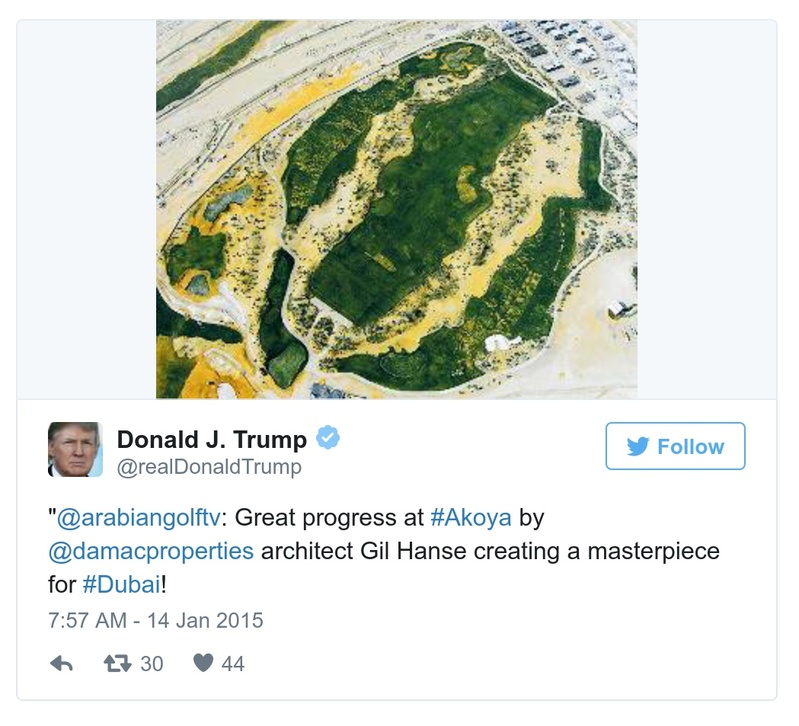 Donald J. Trump
@realDonaldTrump
Follow
"@arabiangolftv: Great progress at #Akoya by
@damacproperties architect Gil Hanse creating a masterpiece
for #Dubai!
7:57 AM - 14 Jan 2015
30
44